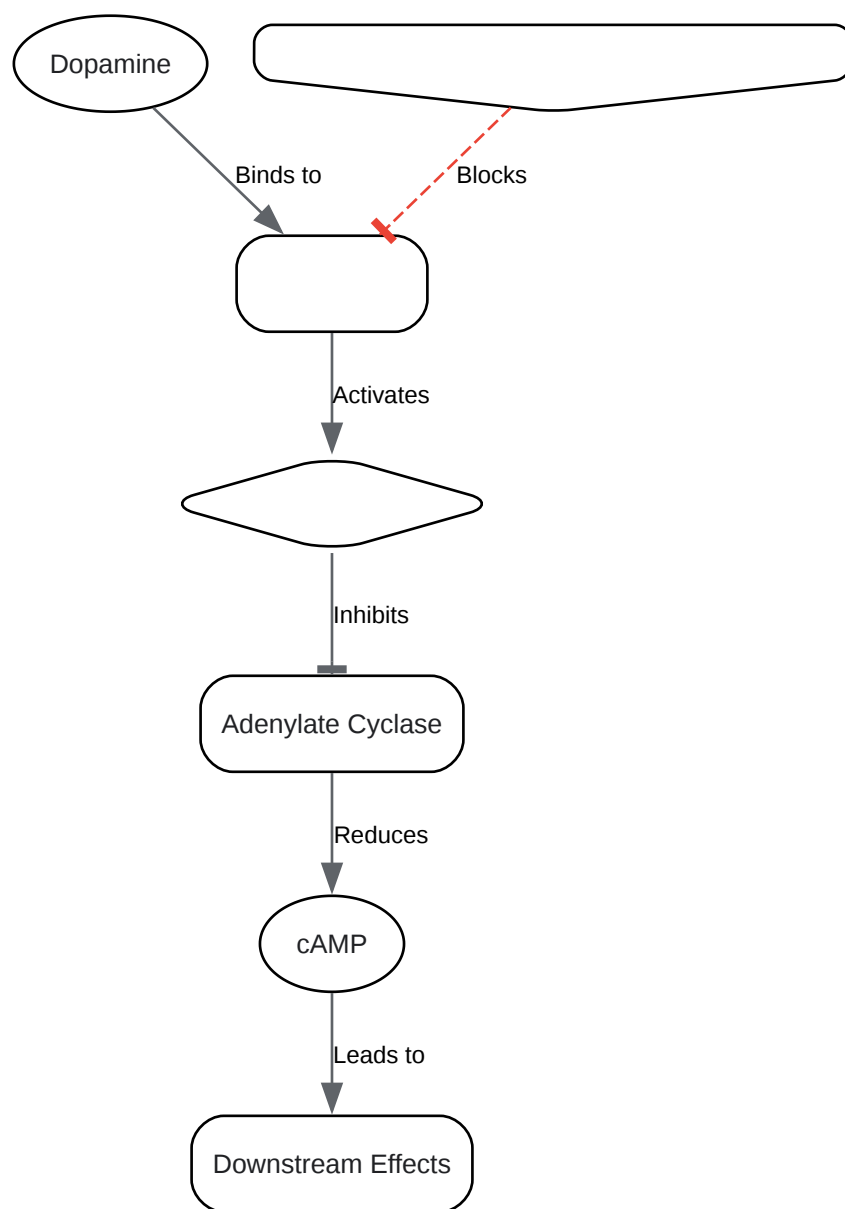 Dopamine
Binds to
Blocks
Activates
Inhibits
Adenylate Cyclase
Reduces
cAMP
Leads to
Downstream Effects